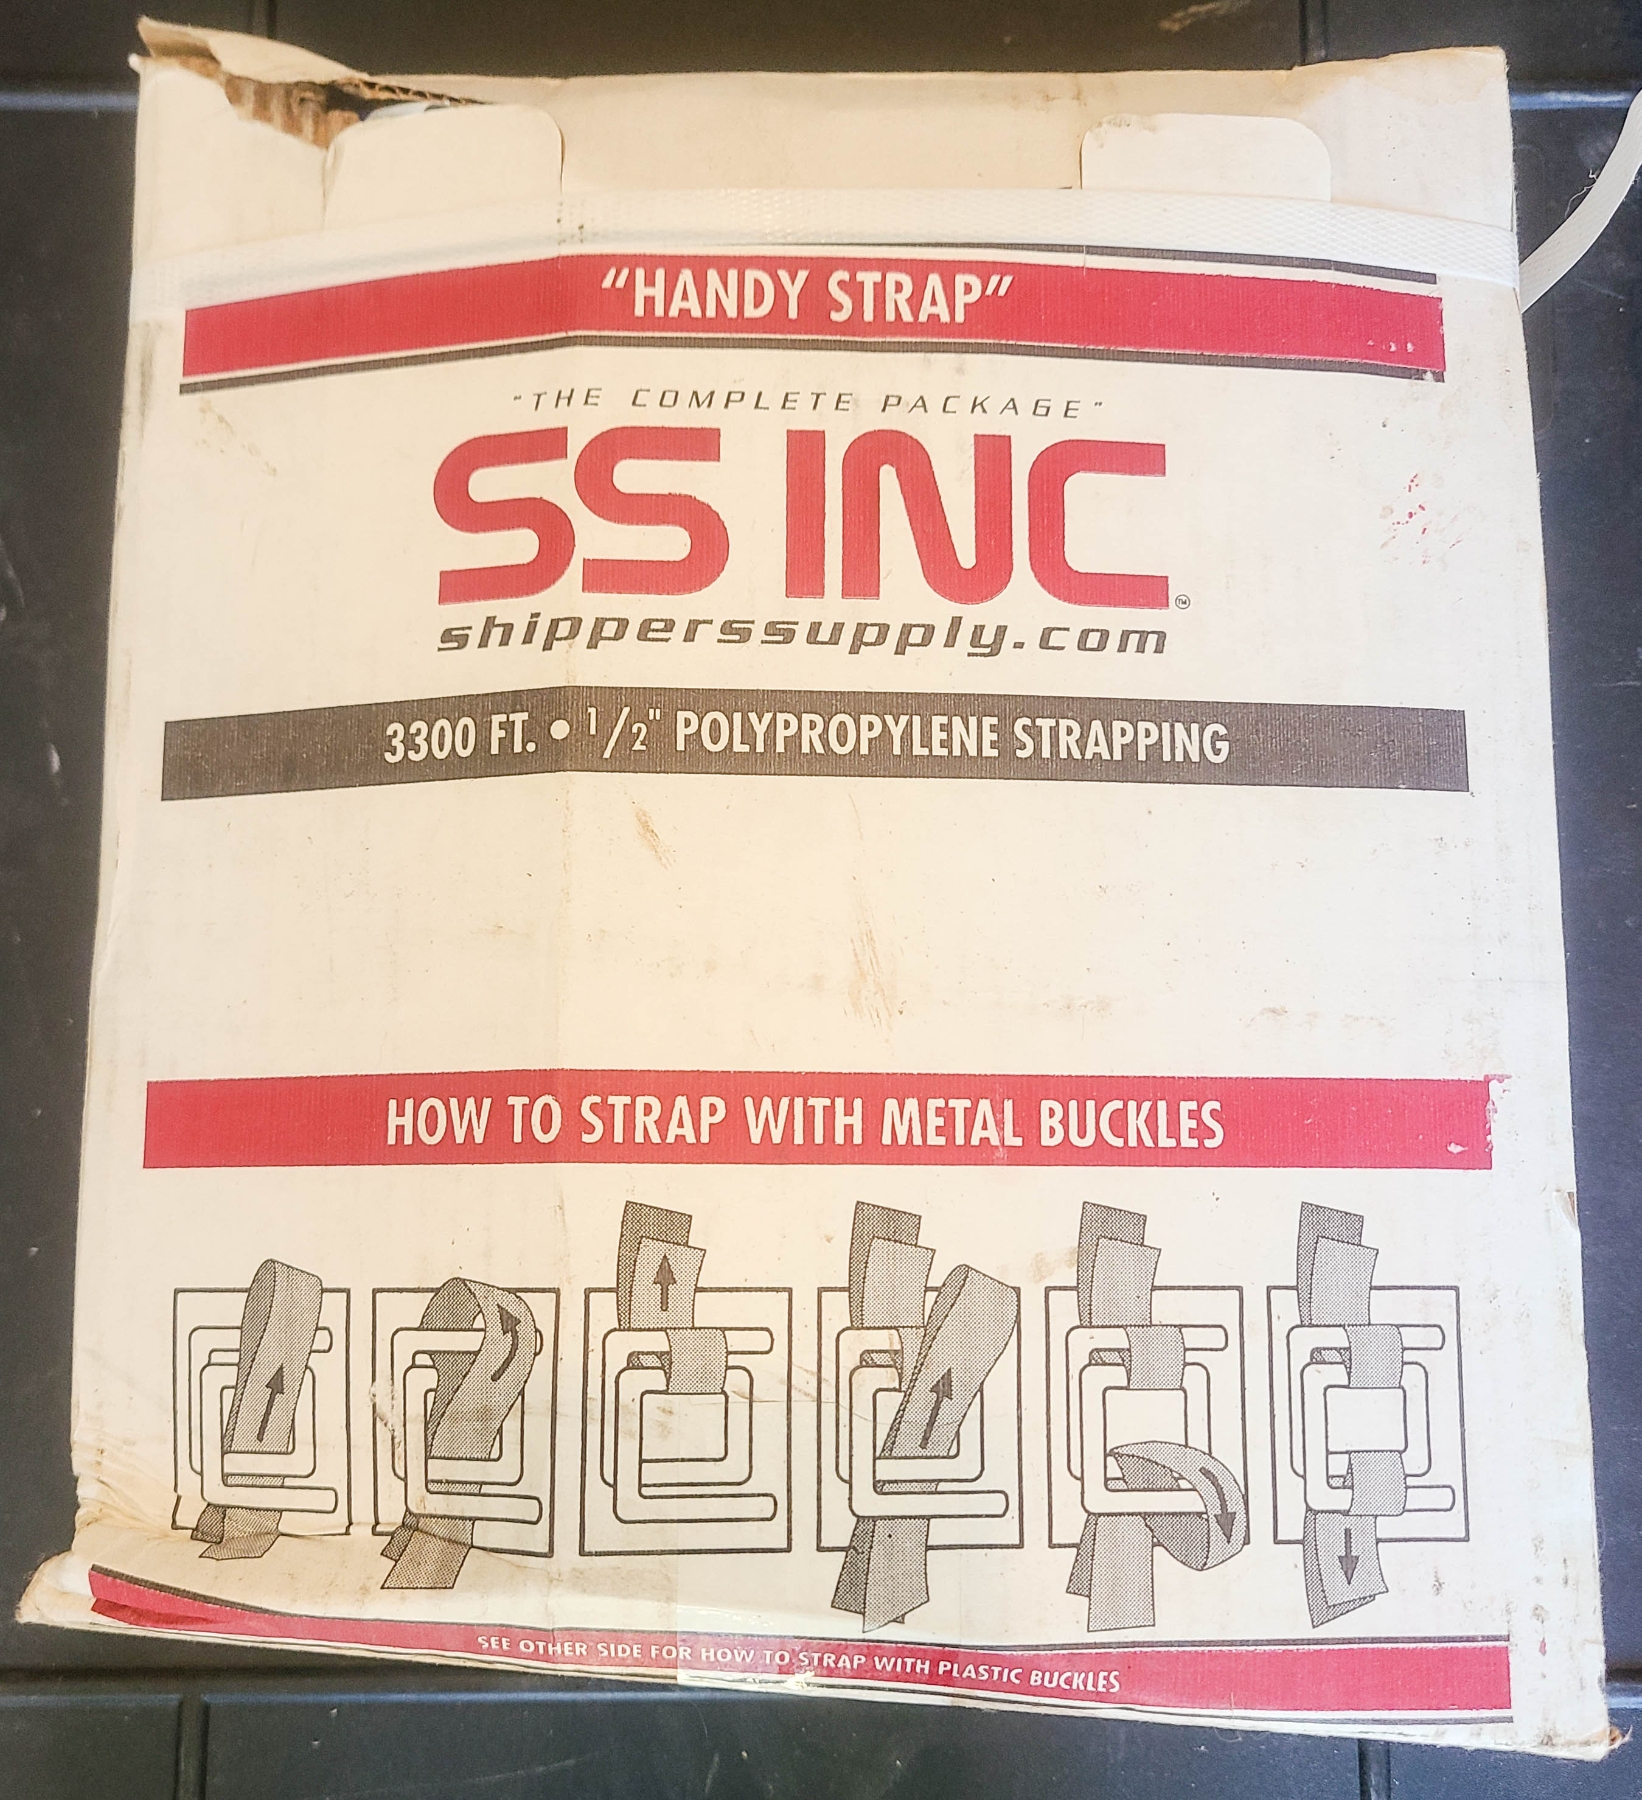 “HANDY STRAP”
"THE COMPLETE PACKAGE"
SS INC
TM
shipperssupply.com
3300 FT. • 1/2" POLYPROPYLENE STRAPPING
HOW TO STRAP WITH METAL BUCKLES
SEE OTHER SIDE FOR HOW TO STRAP WITH PLASTIC BUCKLES